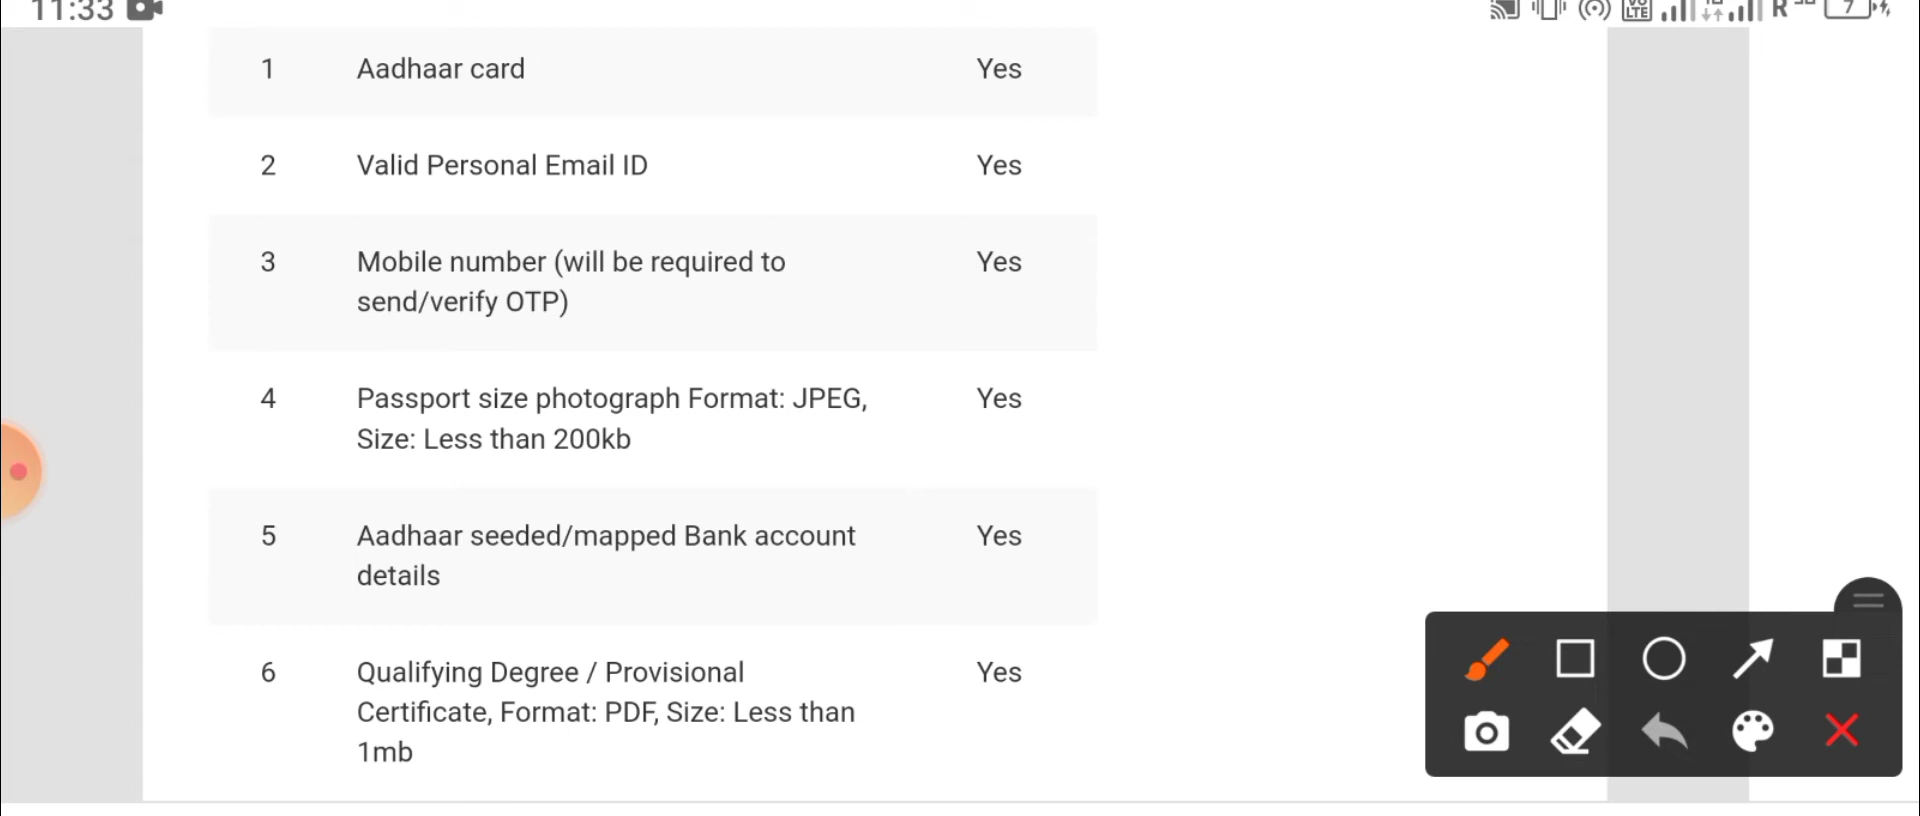 11:33
1 Aadhaar card Yes
2 Valid Personal Email ID Yes
3 Mobile number (will be required to Yes
send/verify OTP)
4 Passport size photograph Format: JPEG, Yes
Size: Less than 200kb
5 Aadhaar seeded/mapped Bank account Yes
details
6 Qualifying Degree / Provisional Yes
Certificate, Format: PDF, Size: Less than
1mb